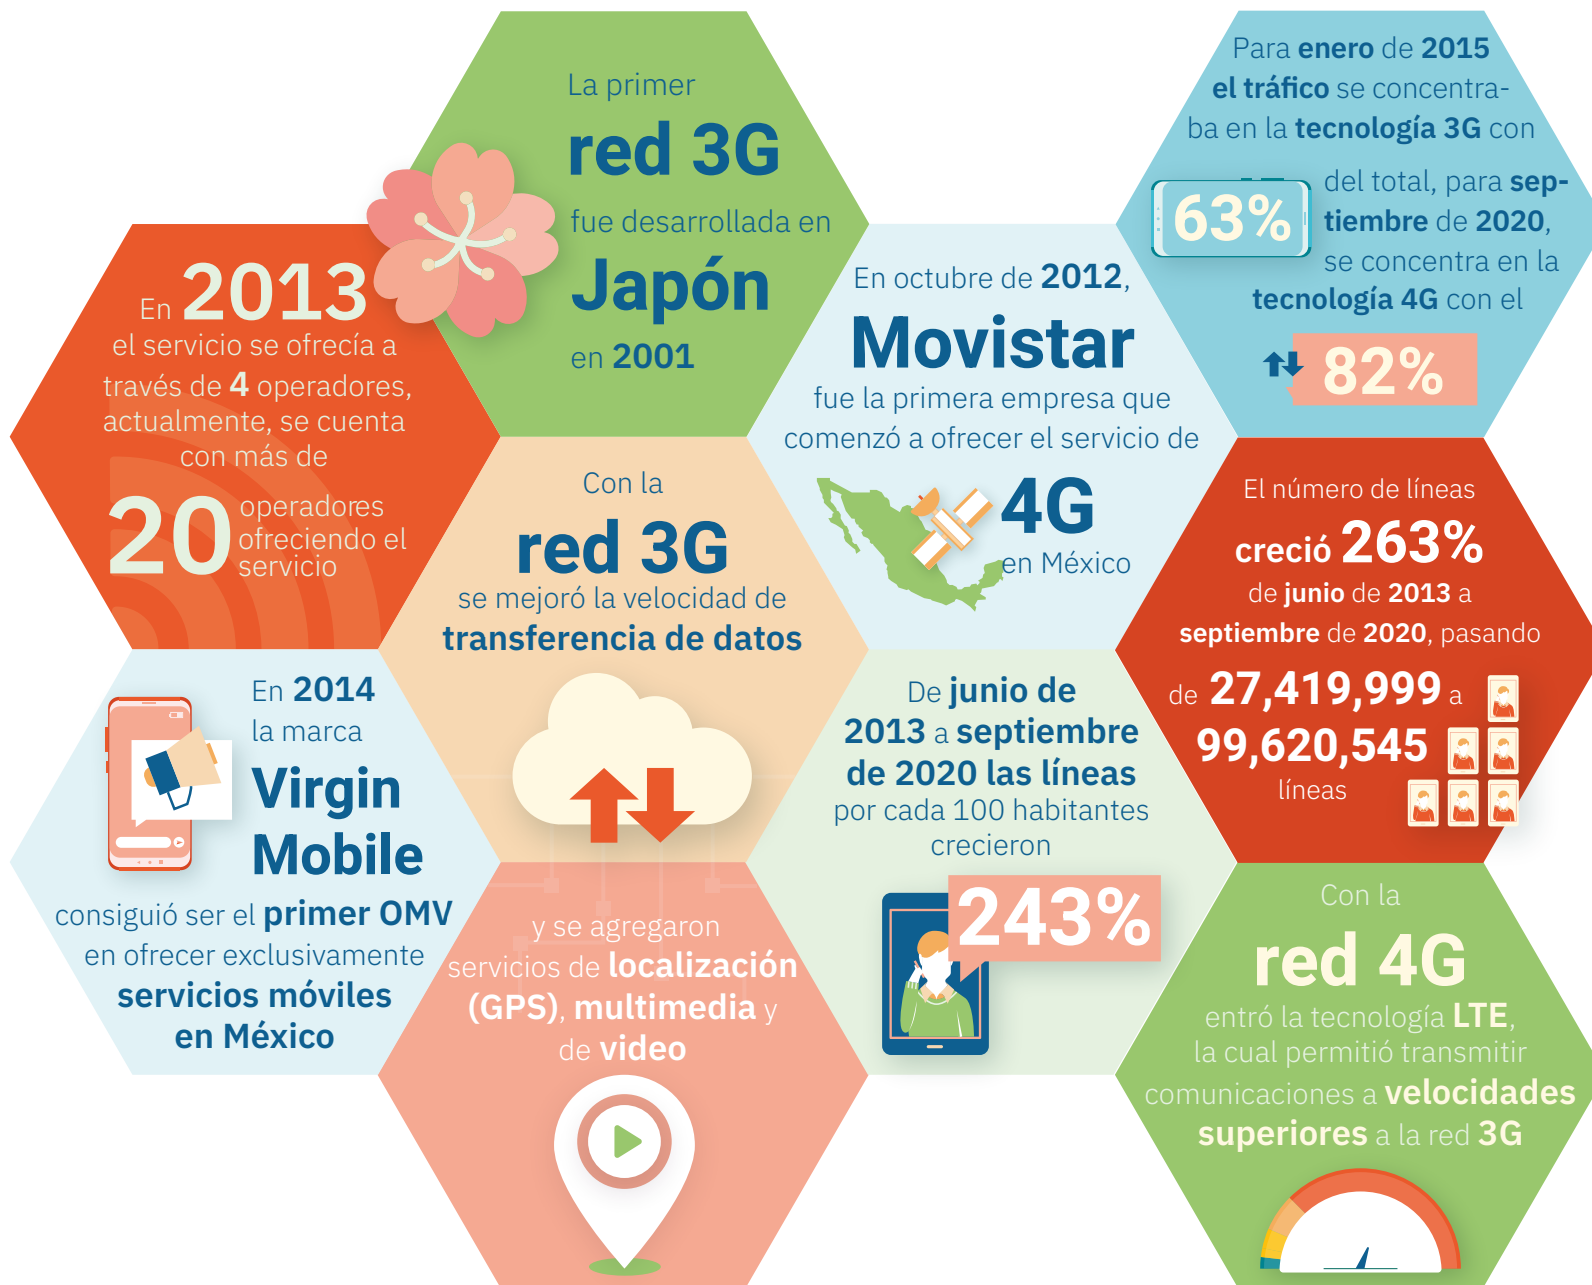 La primer
red 3G
fue desarrollada en
Japón
en 2001
Para enero de 2015
el tráfico se concentra-
ba en la tecnología 3G con
63%
del total, para sep-
tiembre de 2020,
se concentra en la
tecnología 4G con el
82%
En 2013
el servicio se ofrecía a
través de 4 operadores,
actualmente, se cuenta
con más de
20
operadores
ofreciendo el
servicio
En octubre de 2012,
Movistar
fue la primera empresa que
comenzó a ofrecer el servicio de
4G
en México
Con la
red 3G
se mejoró la velocidad de
transferencia de datos
El número de líneas
creció 263%
de junio de 2013 a
septiembre de 2020, pasando
de 27,419,999 a
99,620,545
líneas
En 2014
la marca
Virgin
Mobile
consiguió ser el primer OMV
en ofrecer exclusivamente
servicios móviles
en México
De junio de
2013 a septiembre
de 2020 las líneas
por cada 100 habitantes
crecieron
243%
y se agregaron
servicios de localización
(GPS), multimedia y
de video
Con la
red 4G
entró la tecnología LTE,
la cual permitió transmitir
comunicaciones a velocidades
superiores a la red 3G